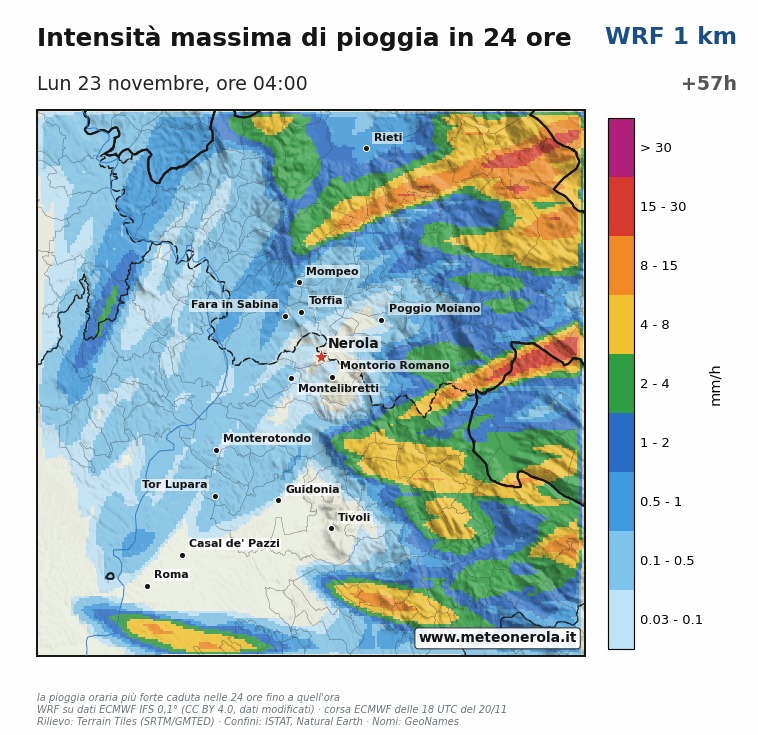 Intensità massima di pioggia in 24 ore
WRF 1 km
Lun 23 novembre, ore 04:00
+57h
Rieti
Mompeo
Fara in Sabina
Toffia
Poggio Moiano
Nerola
Montorio Romano
Montelibretti
Monterotondo
Tor Lupara
Guidonia
Tivoli
Casal de' Pazzi
Roma
www.meteonerola.it
> 30
15 - 30
8 - 15
4 - 8
2 - 4
1 - 2
0.5 - 1
0.1 - 0.5
0.03 - 0.1
mm/h
la pioggia oraria più forte caduta nelle 24 ore fino a quell'ora
WRF su dati ECMWF IFS 0,1° (CC BY 4.0, dati modificati) · corsa ECMWF delle 18 UTC del 20/11
Rilievo: Terrain Tiles (SRTM/GMTED) · Confini: ISTAT, Natural Earth · Nomi: GeoNames